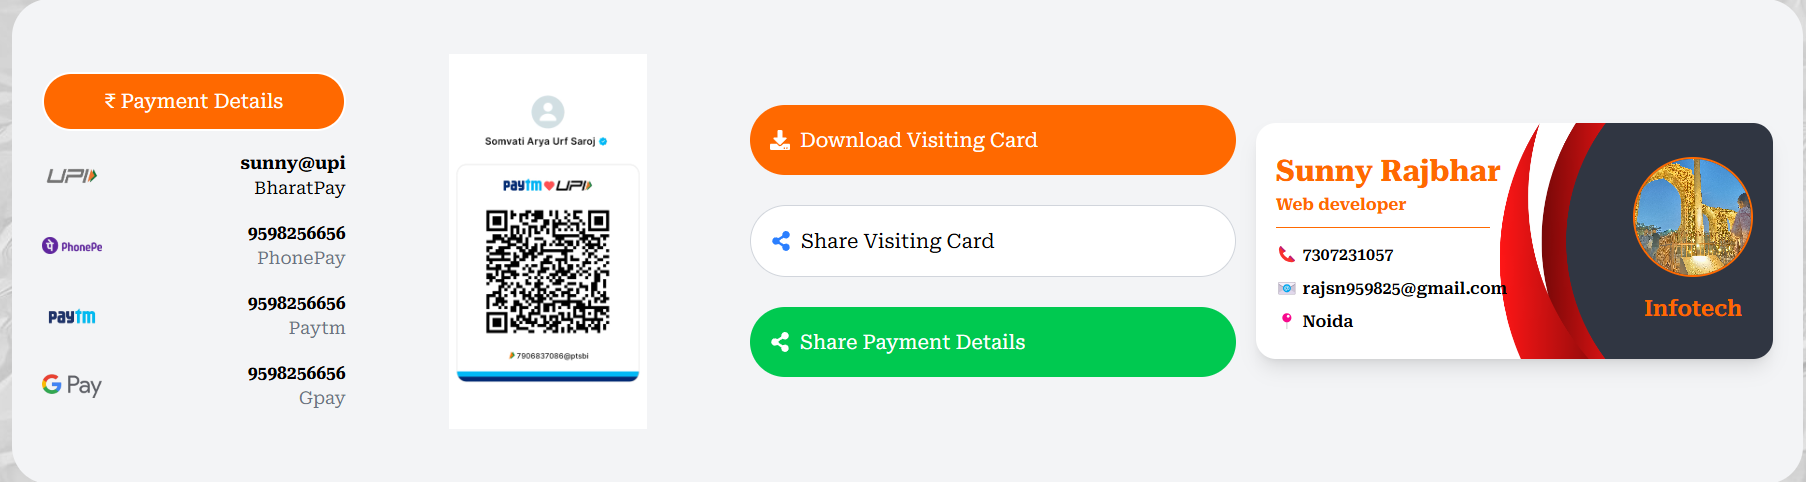 ₹ Payment Details
UPI
sunny@upi
BharatPay
PhonePe
9598256656
PhonePay
paytm
9598256656
Paytm
G Pay
9598256656
Gpay
Somvati Arya Urf Saroj
paytm UPI
7906837086@ptsbi
Download Visiting Card
Share Visiting Card
Share Payment Details
Sunny Rajbhar
Web developer
7307231057
rajsn959825@gmail.com
Noida
Infotech